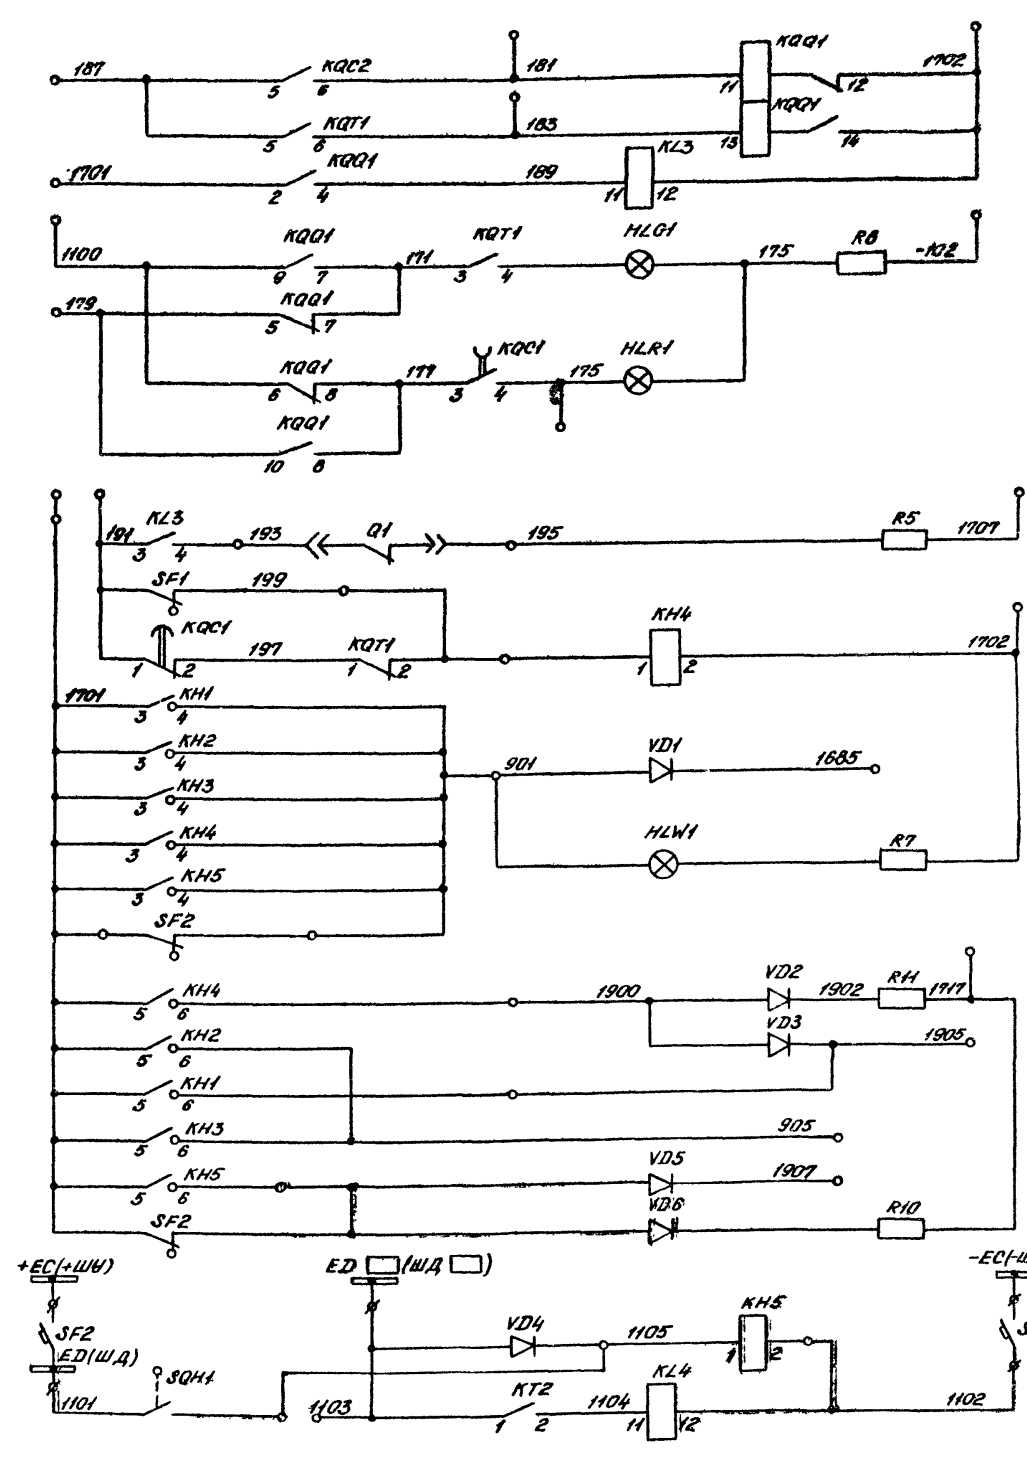 KQQ1
187 KQC2 181 1702
5 6 11 12
KQT1 183 KQQ1
5 6 13 14
1701 KQQ1 189 KL3
2 4 11 12
1100 KQQ1 171 KQT1 HLG1 175 R8 -102
9 7 3 4
179 KQQ1
5 7
KQQ1 177 KQC1 175 HLR1
6 8 3 4
KQQ1
10 8
191 KL3 193 Q1 195 R5 1707
3 4
SF1 199
KQC1 197 KQT1 KH4 1702
1 2 1 2 1 2
1701 KH1
3 4
KH2 901 VD1 1685
3 4
KH3
3 4
KH4 HLW1 R7
3 4
KH5
3 4
SF2
KH4 1900 VD2 1902 R11 1717
5 6
KH2 VD3 1905
5 6
KH1
5 6
KH3 905
5 6
KH5 VD5 1907
5 6
SF2 VD6 R10
+EC(+ШУ) ED (ШД ) -EC(-Ш
SF2 VD4 1105 KH5 S
1 2
ED(ШД)
1101 SQH1 1103 KT2 1104 KL4 1102
1 2 11 12